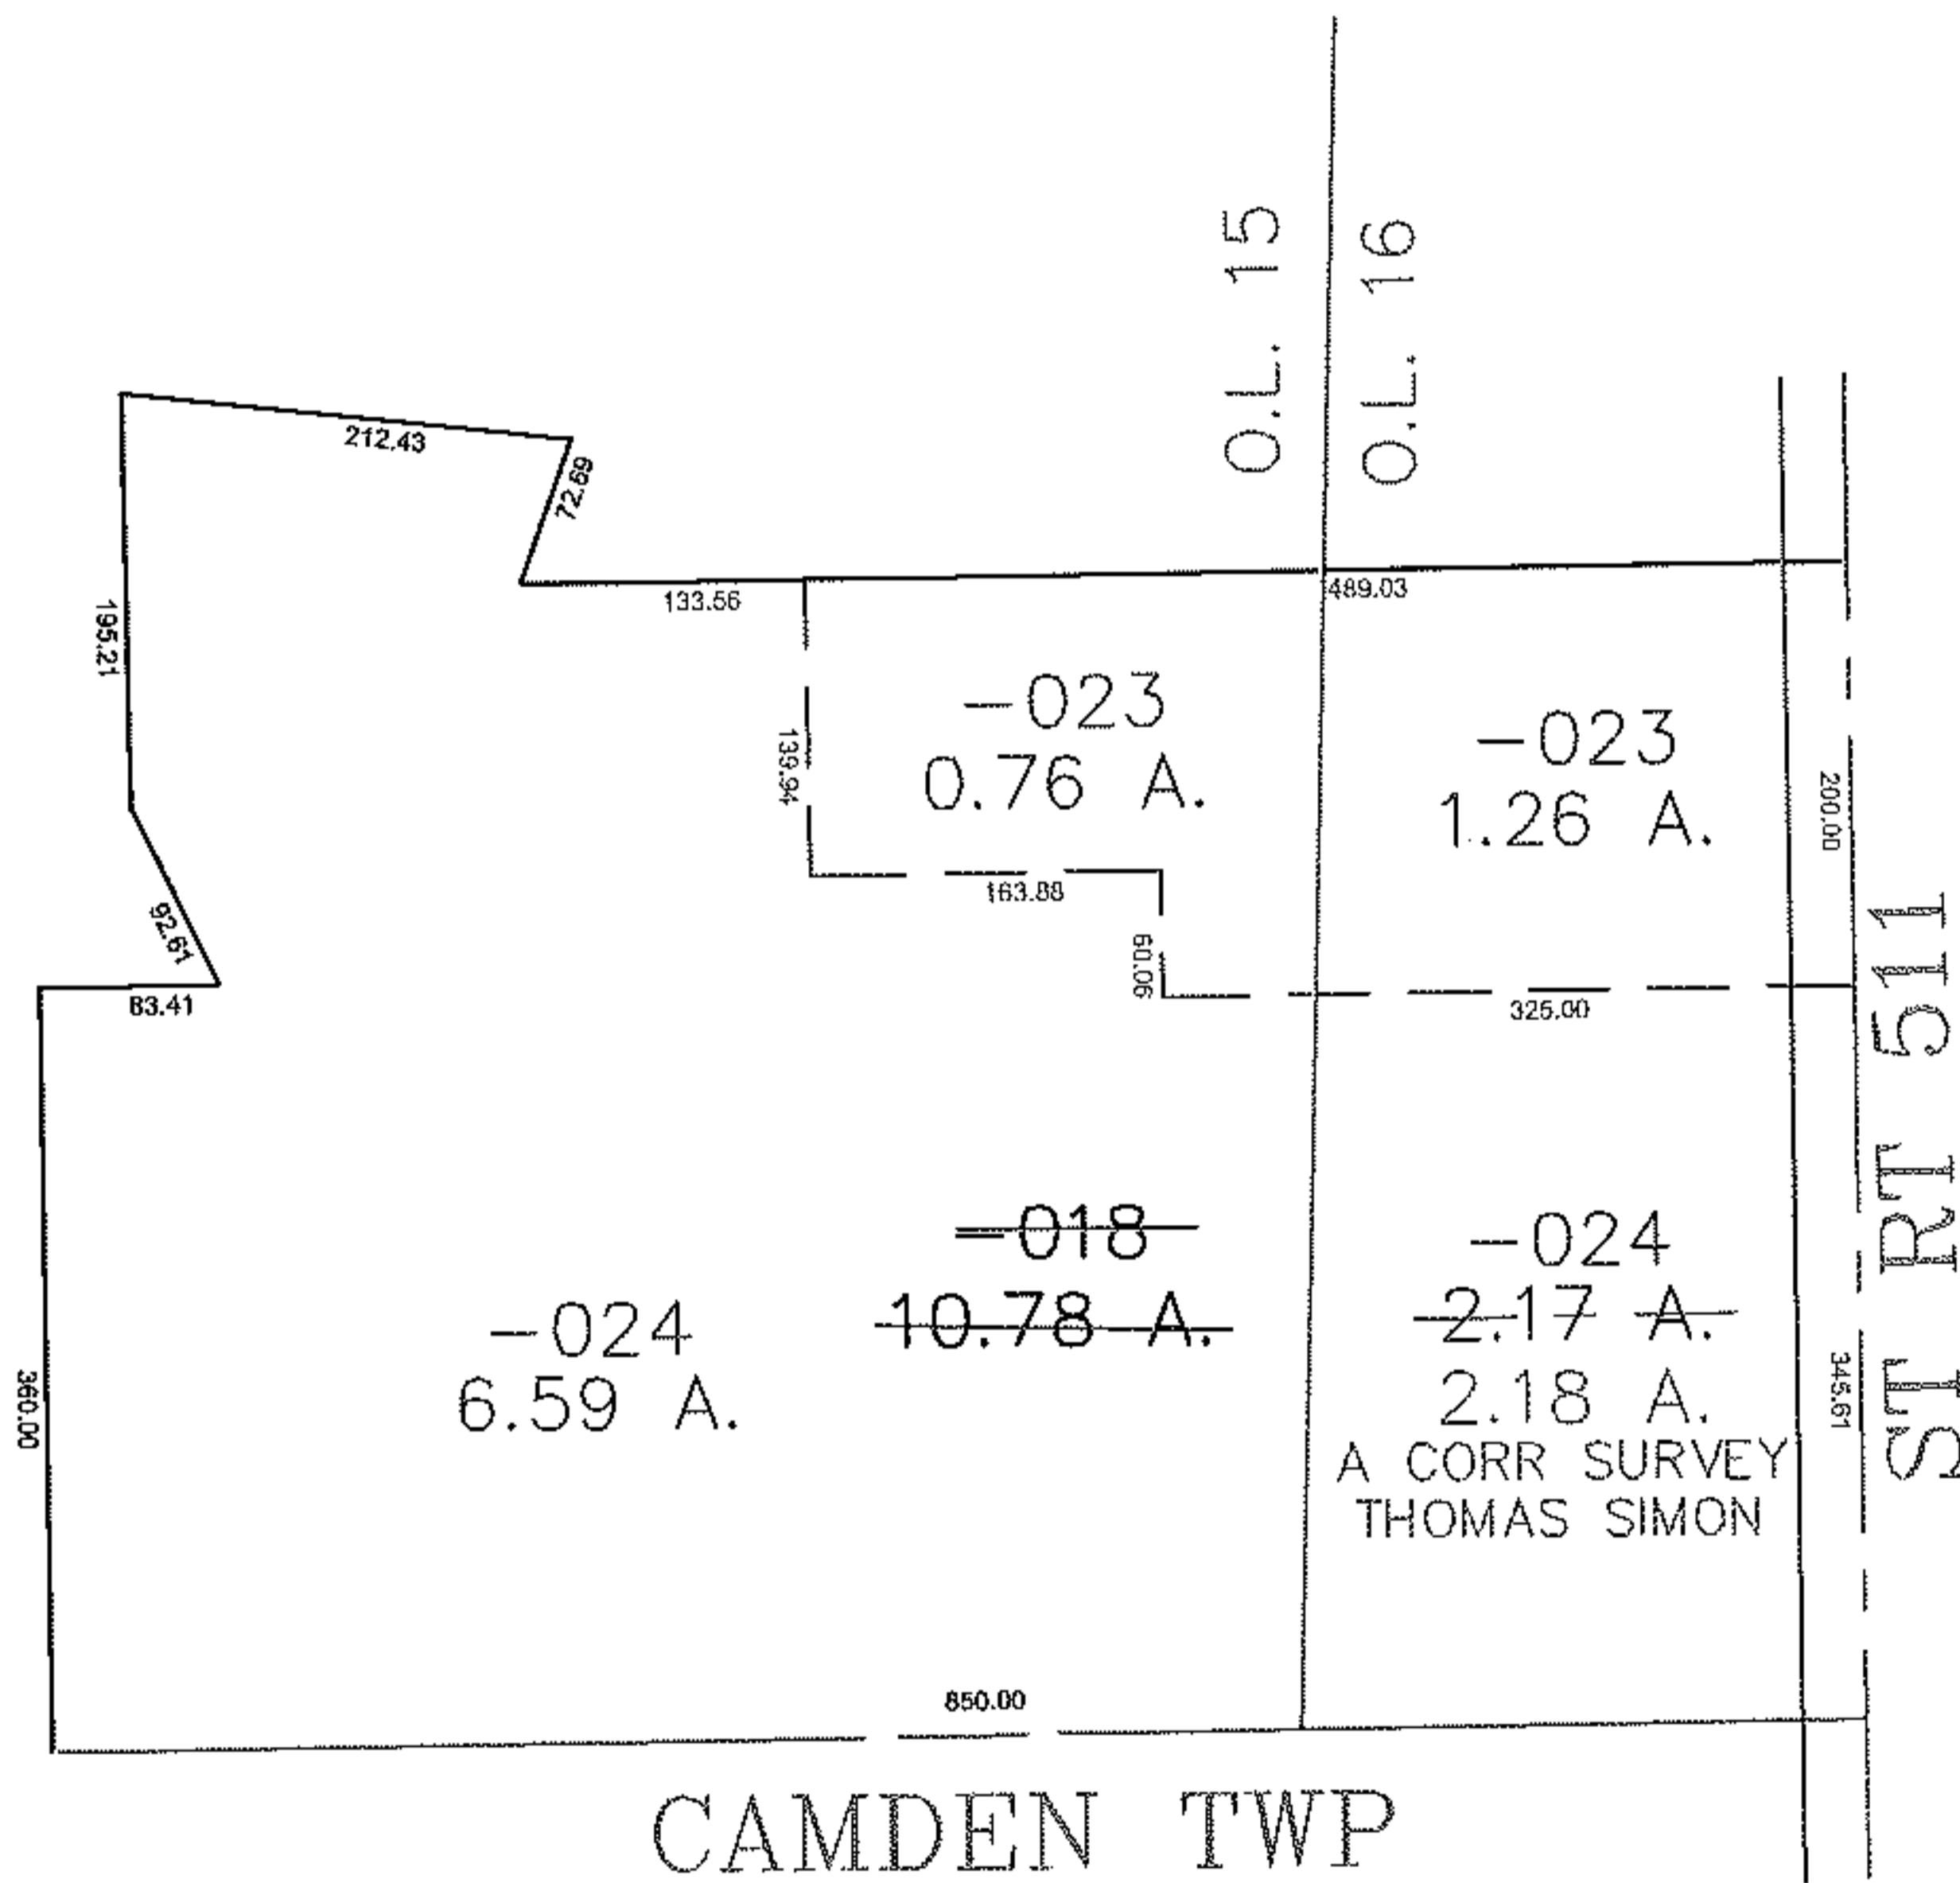 O.L. 15
O.L. 16
212.43
72.69
133.56
489.03
195.21
-023
0.76 A.
-023
1.26 A.
139.94
200.00
163.88
92.61
60.06
83.41
325.00
ST RT 511
-018
10.78 A.
-024
6.59 A.
-024
2.17 A.
2.18 A.
A CORR SURVEY
THOMAS SIMON
360.00
345.61
850.00
CAMDEN TWP